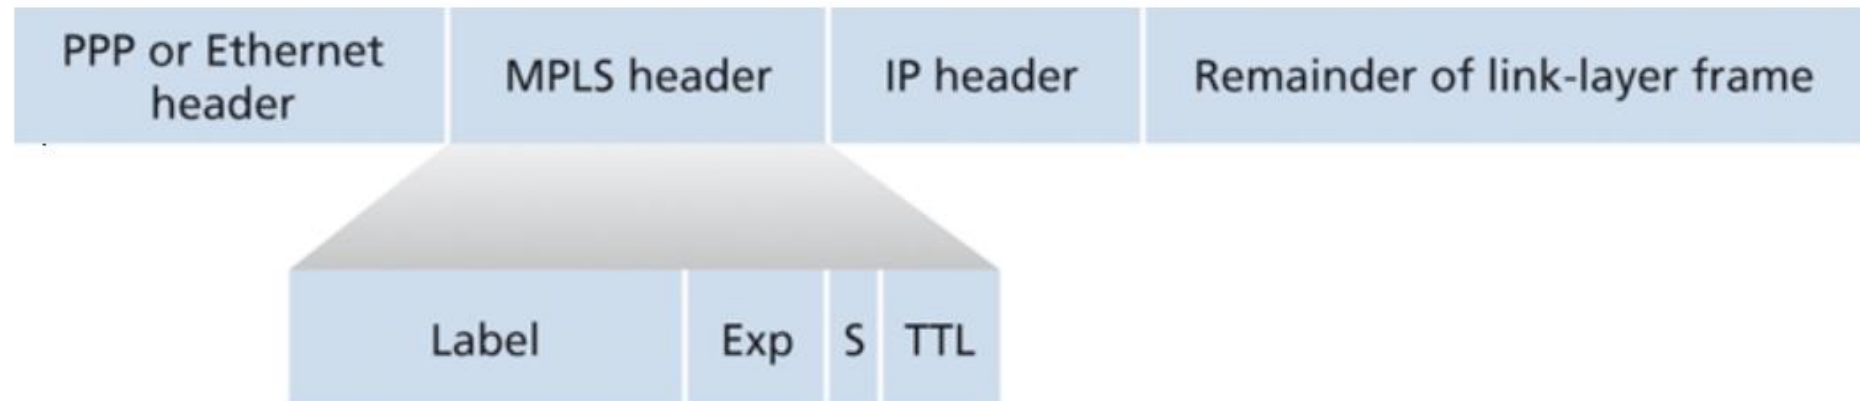 PPP or Ethernet
header
MPLS header
IP header
Remainder of link-layer frame
Label
Exp
S
TTL